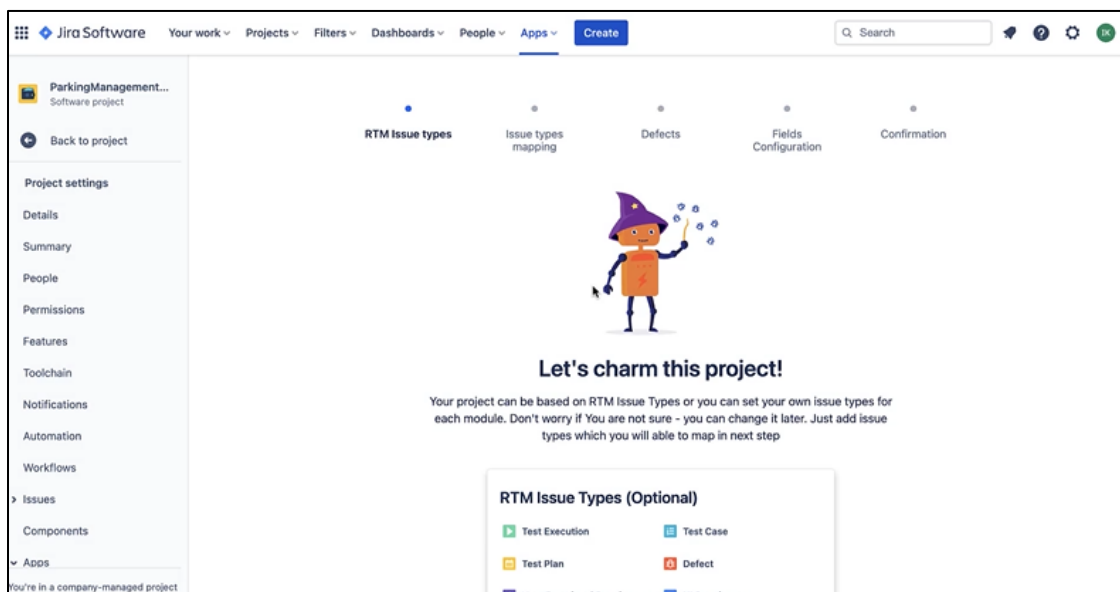 Jira Software
Your work
Projects
Filters
Dashboards
People
Apps
Create
Search
DK
ParkingManagement...
Software project
Back to project
Project settings
Details
Summary
People
Permissions
Features
Toolchain
Notifications
Automation
Workflows
Issues
Components
Apps
You're in a company-managed project
RTM Issue types
Issue types
mapping
Defects
Fields
Configuration
Confirmation
Let's charm this project!
Your project can be based on RTM Issue Types or you can set your own issue types for
each module. Don't worry if You are not sure - you can change it later. Just add issue
types which you will able to map in next step
RTM Issue Types (Optional)
Test Execution
Test Case
Test Plan
Defect